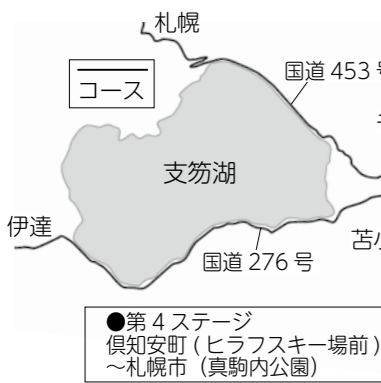 札幌
国道 453 号
コース
支笏湖
伊達
苫小
国道 276 号
●第 4 ステージ
倶知安町 ( ヒラフスキー場前 )
～札幌市（真駒内公園）